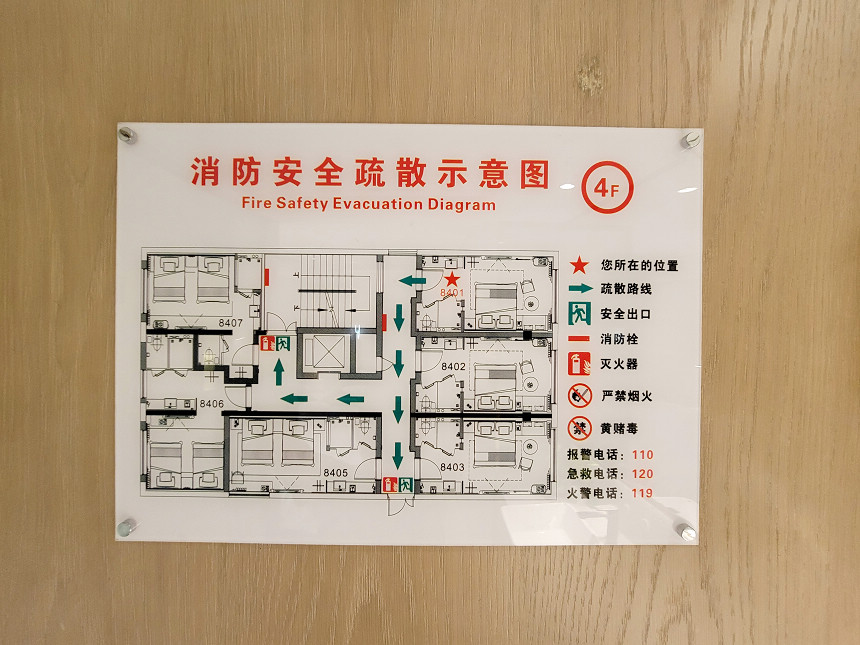 消防安全疏散示意图
Fire Safety Evacuation Diagram
4F
您所在的位置
疏散路线
安全出口
消防栓
灭火器
严禁烟火
禁 黄赌毒
报警电话：110
急救电话：120
火警电话：119
8401
8407
上
下
8402
8406
8405
8403